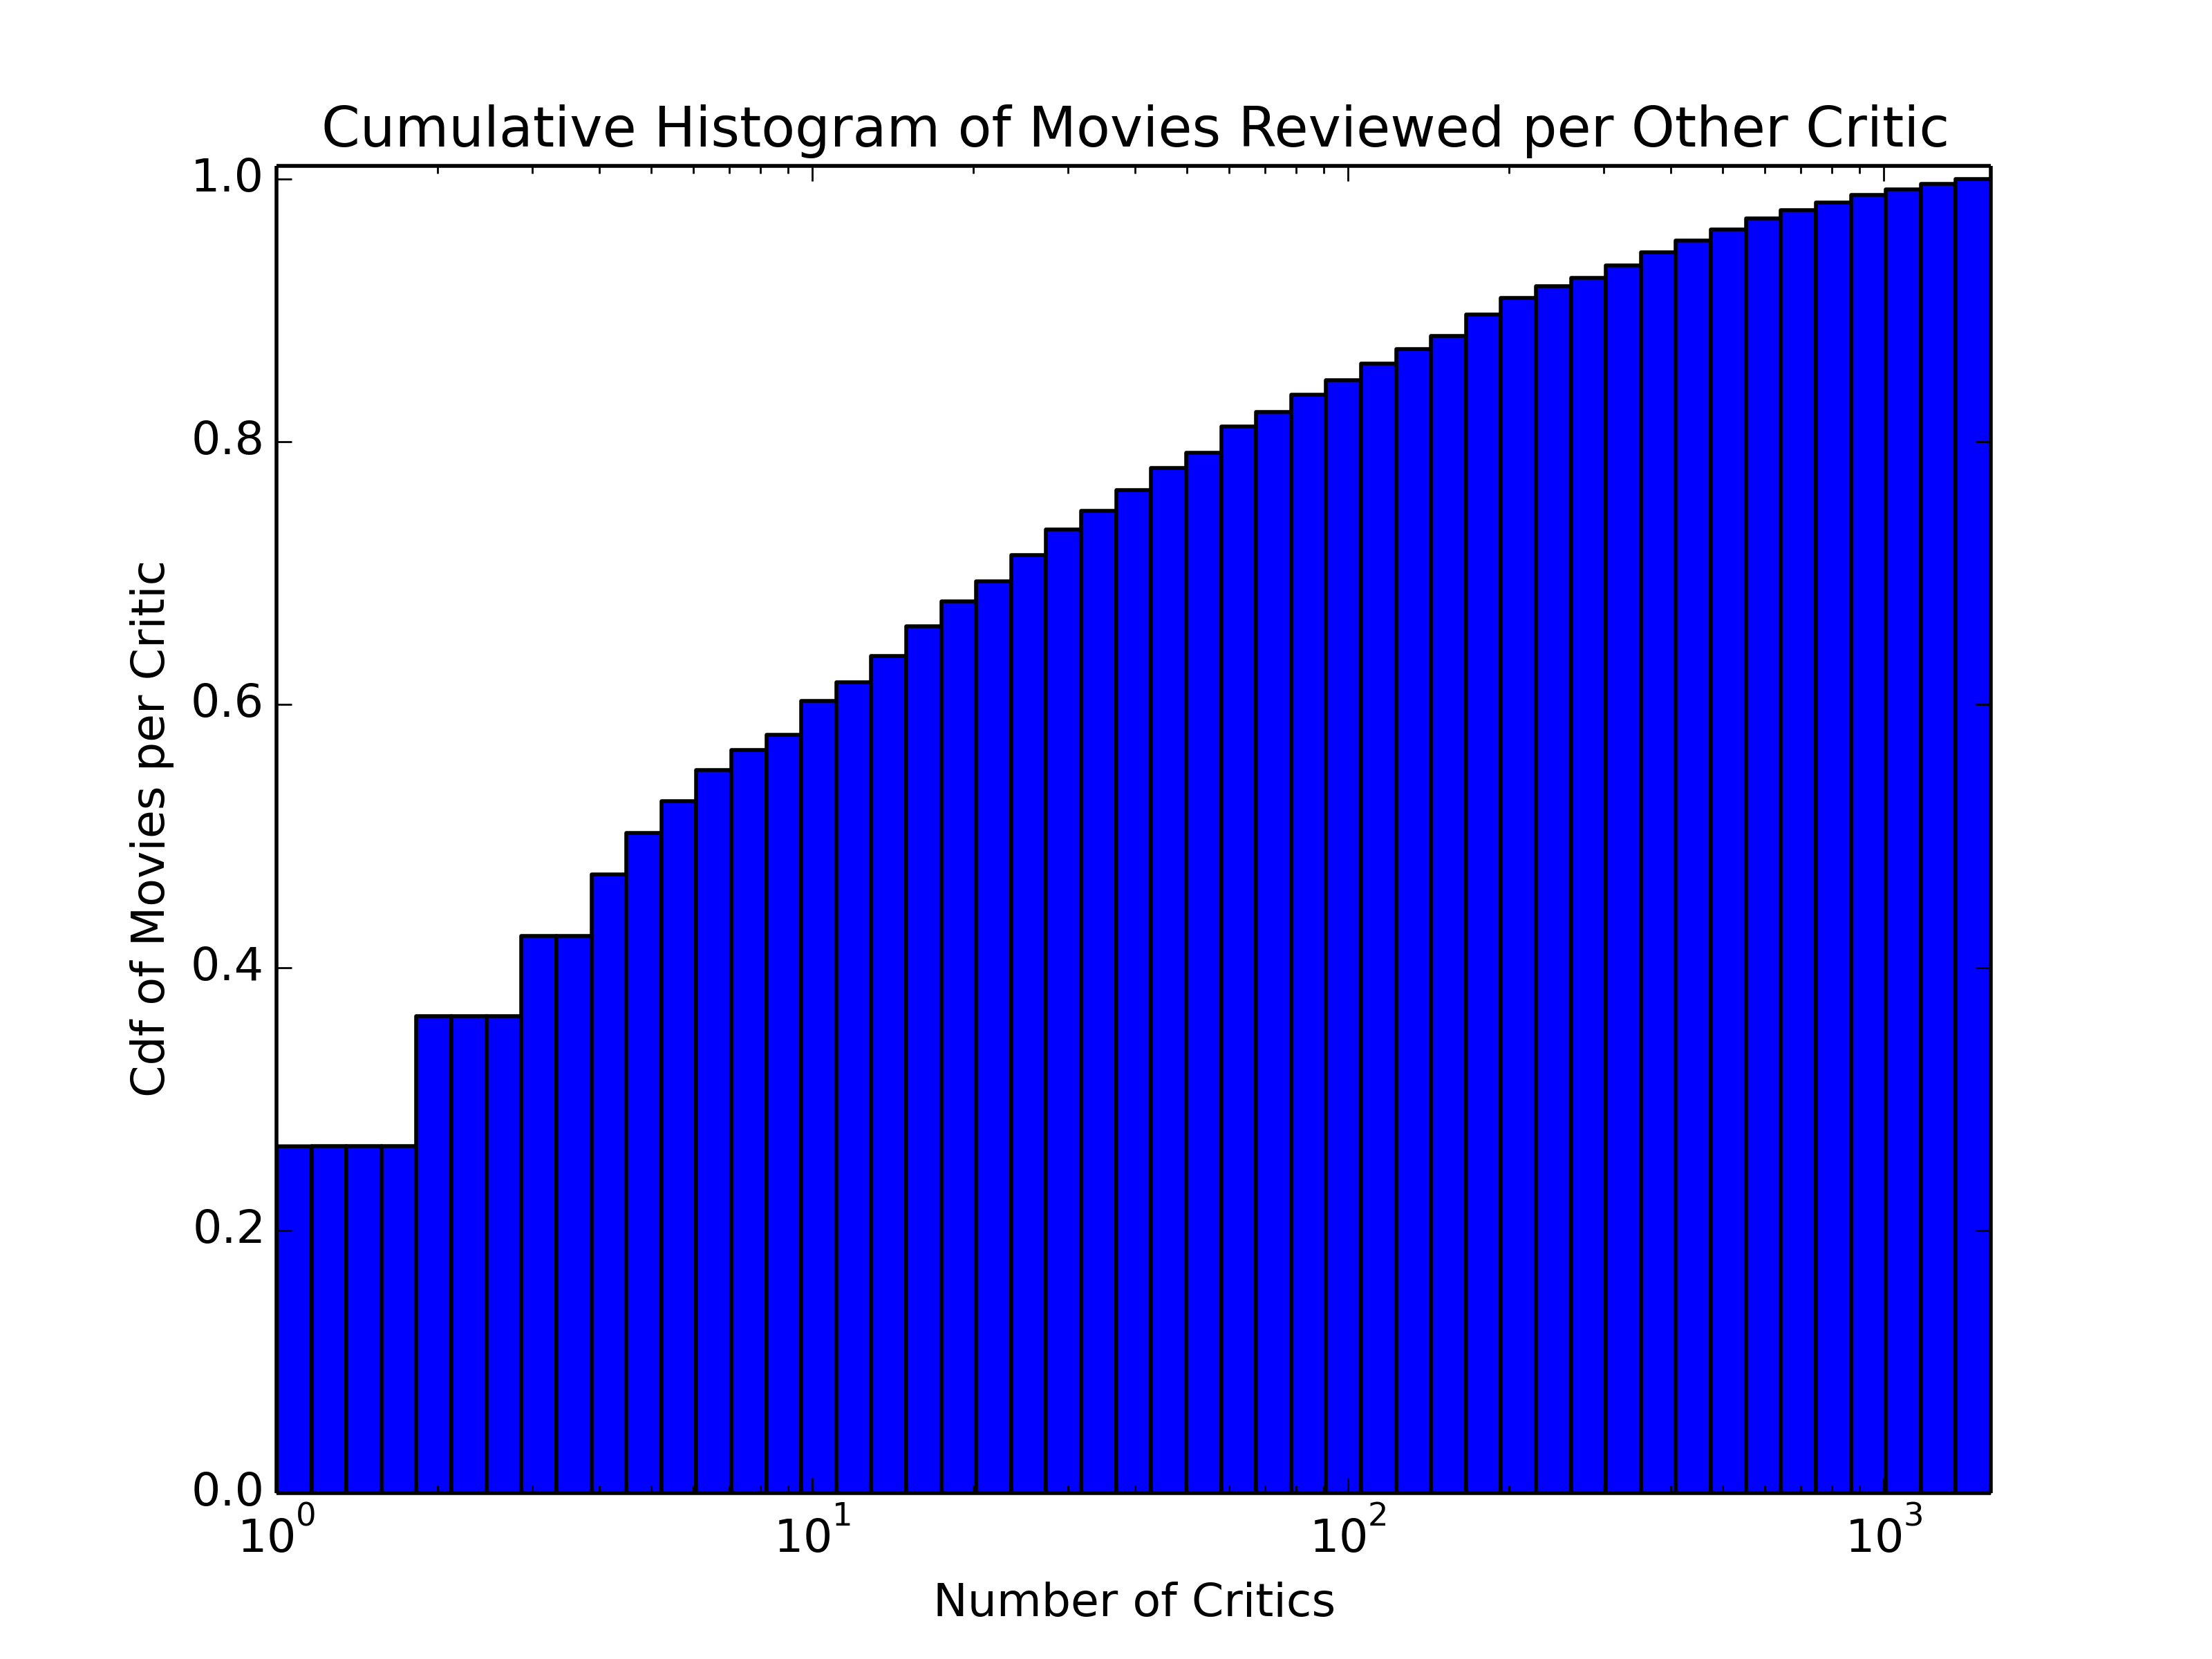 Cumulative Histogram of Movies Reviewed per Other Critic
1.0
0.8
0.6
0.4
0.2
0.0
Cdf of Movies per Critic
10⁰ 10¹ 10² 10³
Number of Critics